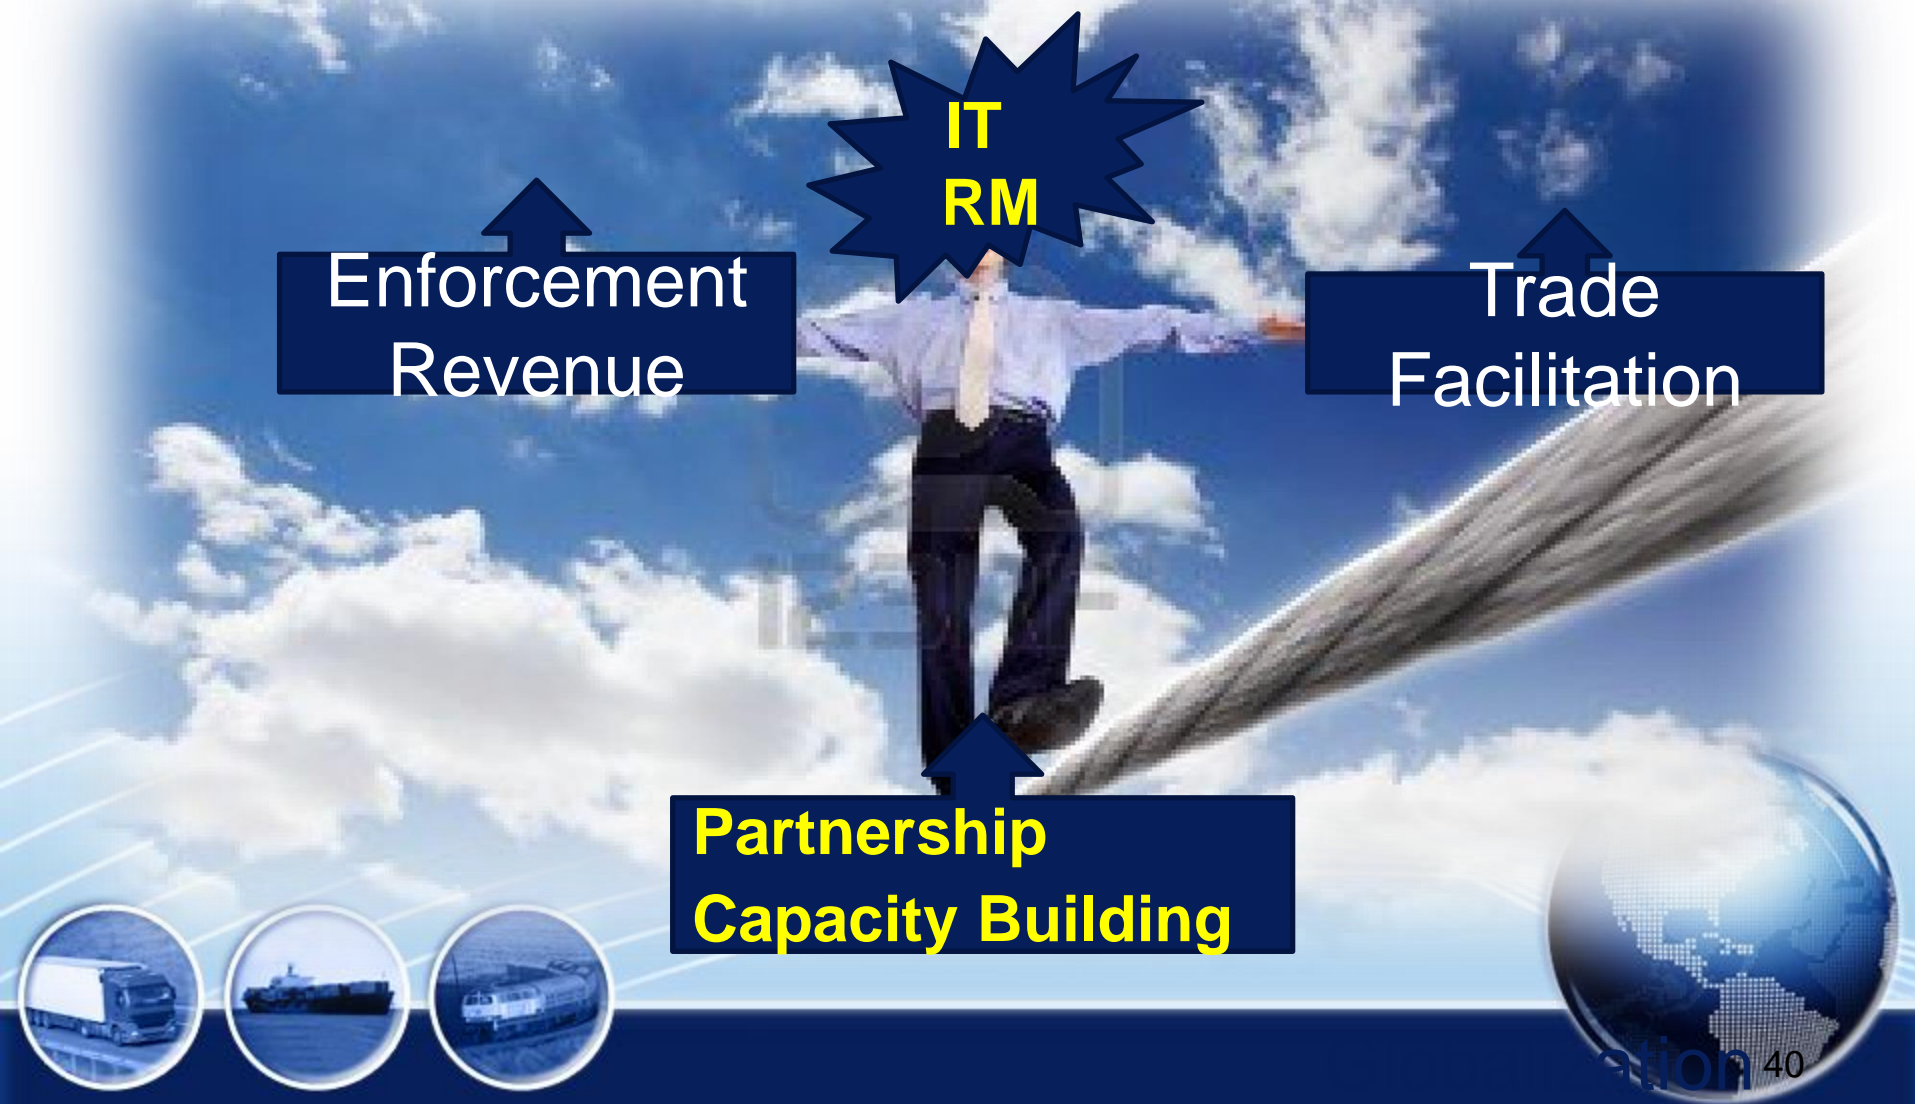 IT
RM
Enforcement
Revenue
Trade
Facilitation
Partnership
Capacity Building
40